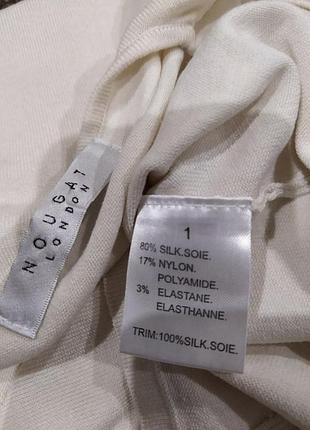 NOUGAT
LONDON
1
80% SILK.SOIE.
17% NYLON.
POLYAMIDE.
3% ELASTANE.
ELASTHANNE.
TRIM:100%SILK.SOIE.